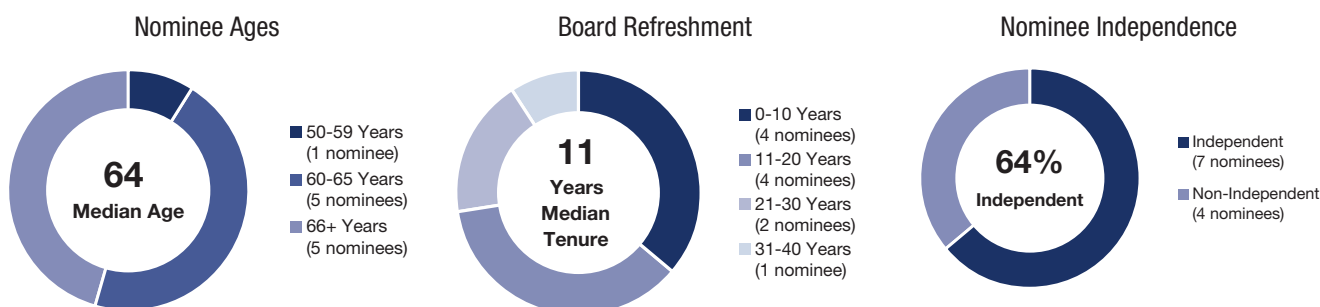 Nominee Ages
64
Median Age
50-59 Years
(1 nominee)
60-65 Years
(5 nominees)
66+ Years
(5 nominees)
Board Refreshment
11
Years
Median
Tenure
0-10 Years
(4 nominees)
11-20 Years
(4 nominees)
21-30 Years
(2 nominees)
31-40 Years
(1 nominee)
Nominee Independence
64%
Independent
Independent
(7 nominees)
Non-Independent
(4 nominees)